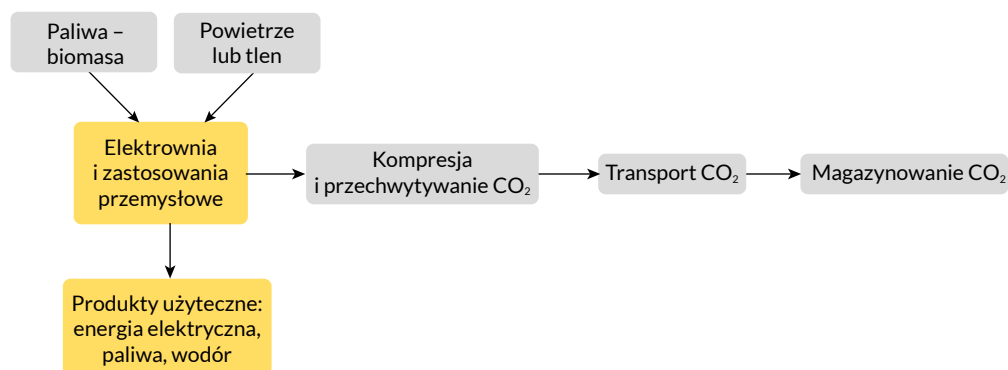 Paliwa –
biomasa
Powietrze
lub tlen
Elektrownia
i zastosowania
przemysłowe
Kompresja
i przechwytywanie CO₂
Transport CO₂
Magazynowanie CO₂
Produkty użyteczne:
energia elektryczna,
paliwa, wodór